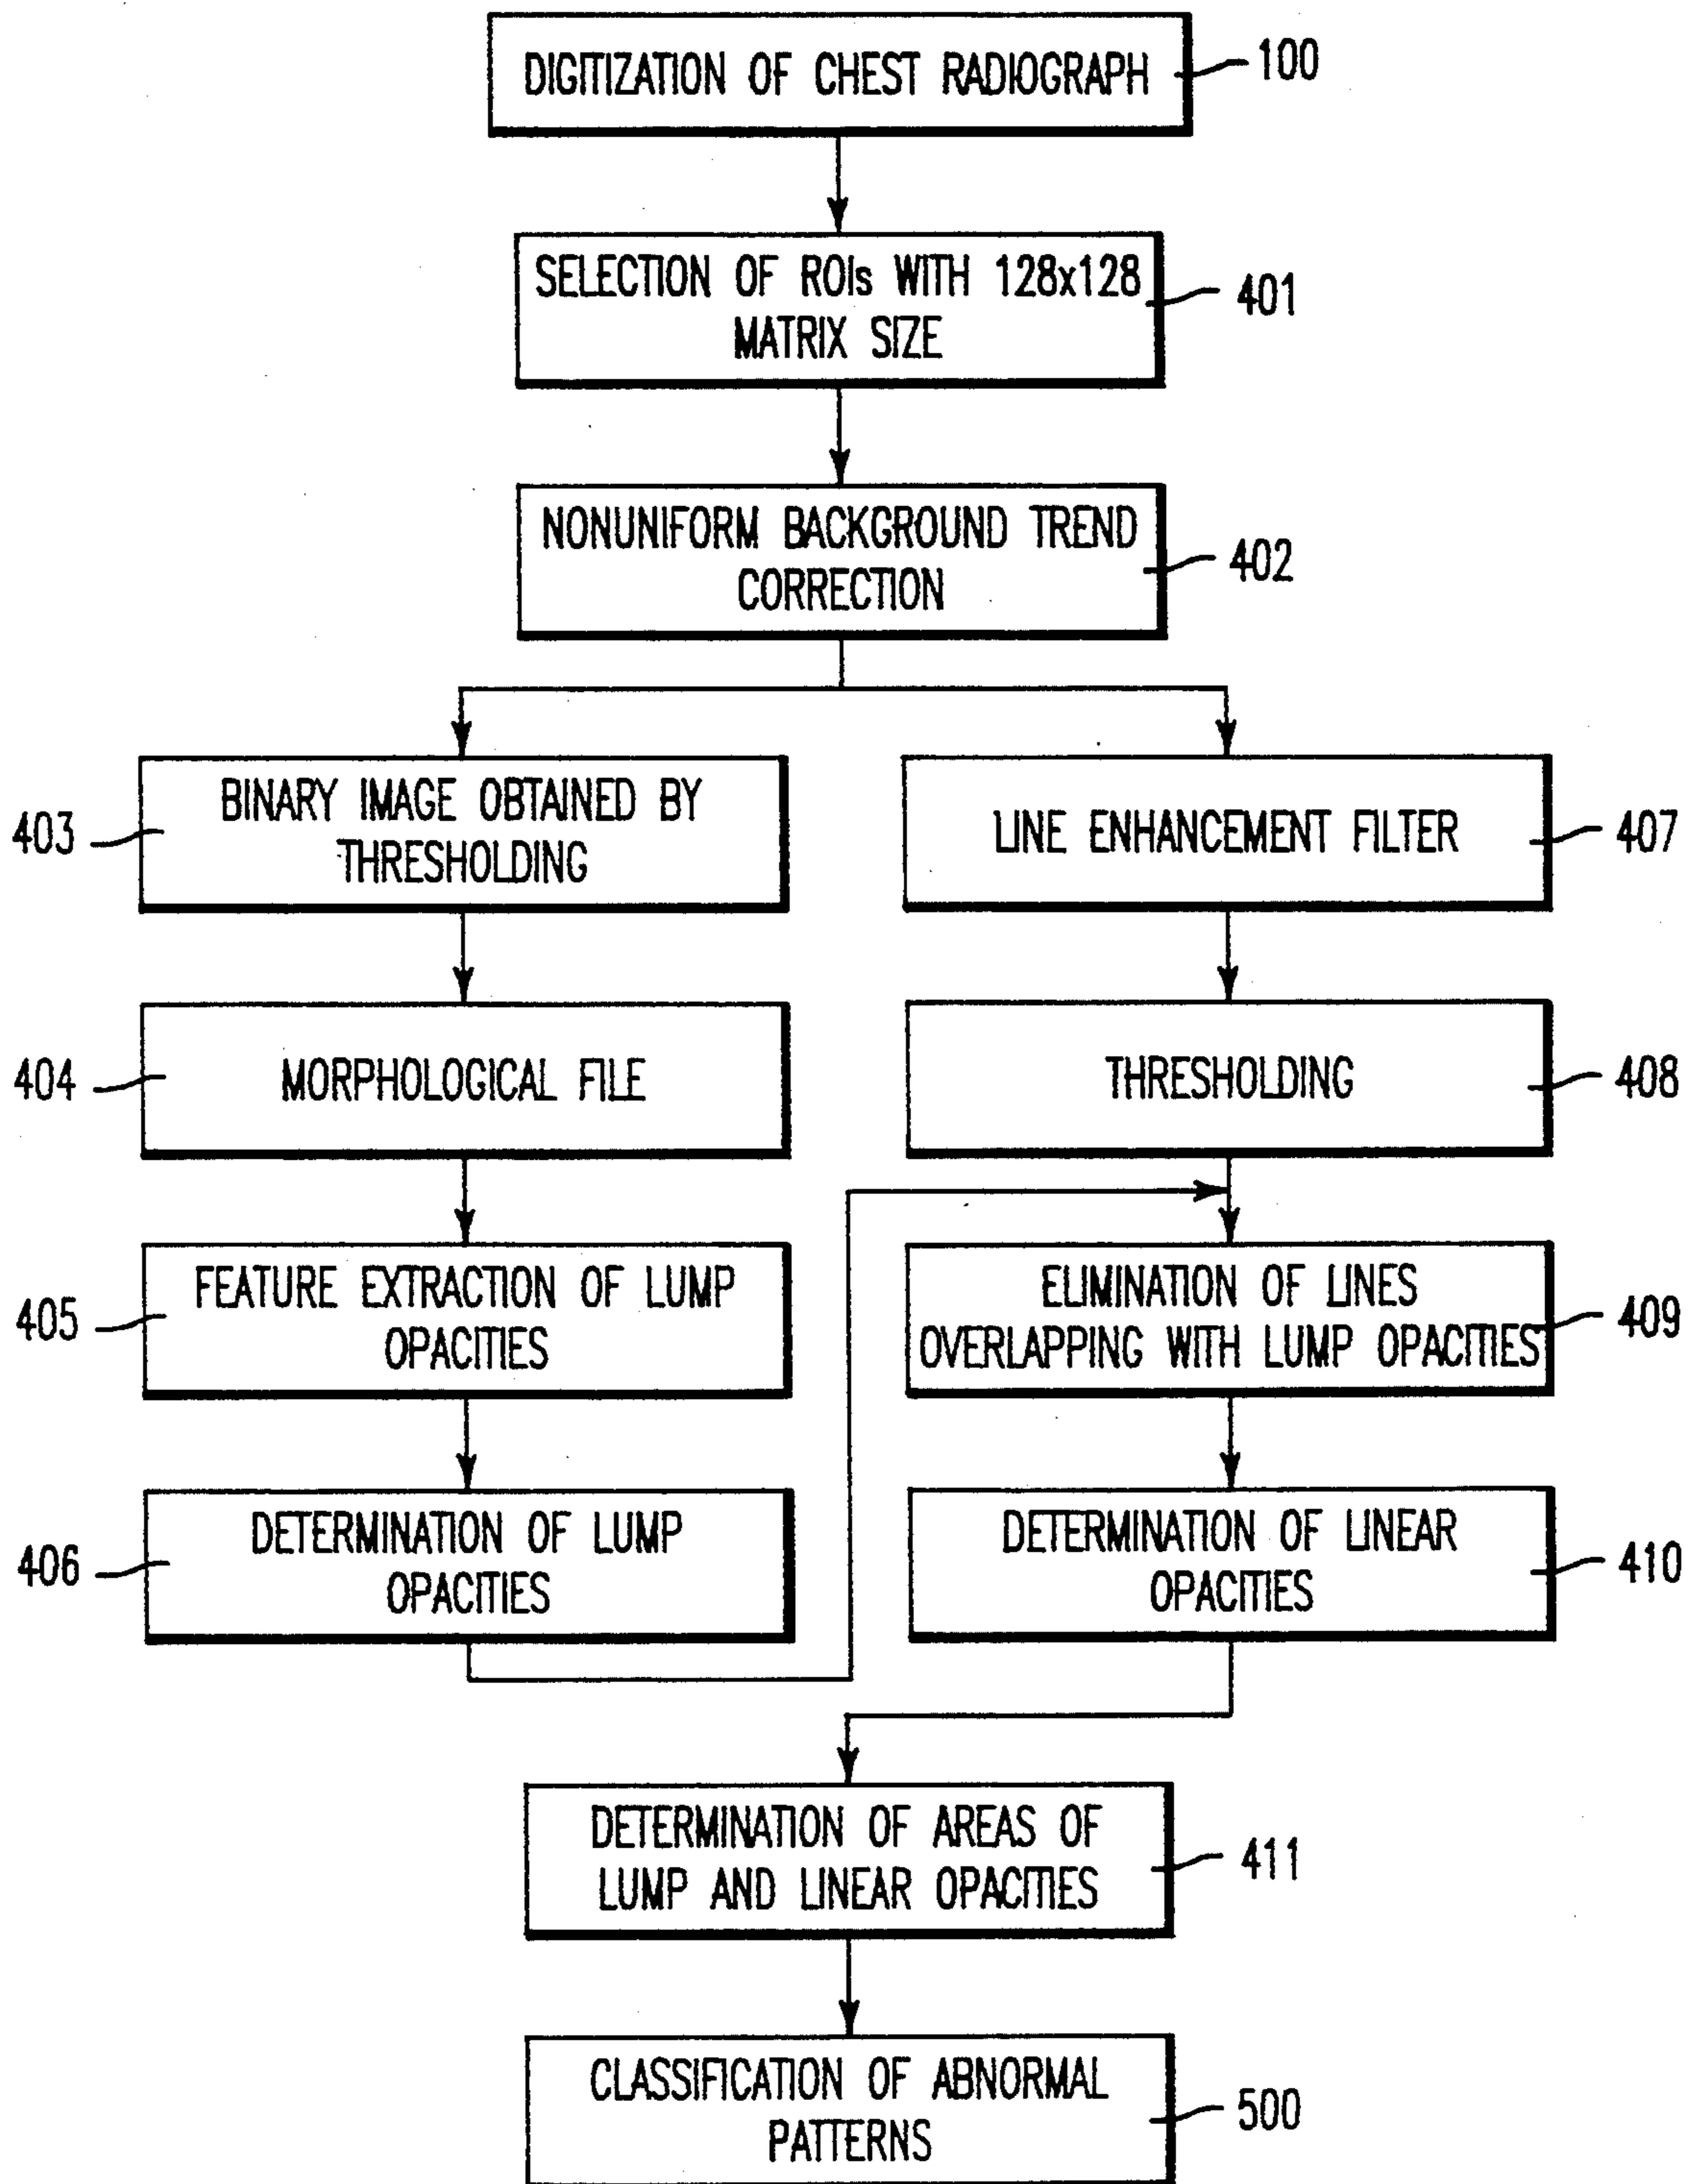 DIGITIZATION OF CHEST RADIOGRAPH
100
SELECTION OF ROIs WITH 128x128
MATRIX SIZE
401
NONUNIFORM BACKGROUND TREND
CORRECTION
402
403
BINARY IMAGE OBTAINED BY
THRESHOLDING
LINE ENHANCEMENT FILTER
407
404
MORPHOLOGICAL FILE
THRESHOLDING
408
405
FEATURE EXTRACTION OF LUMP
OPACITIES
ELIMINATION OF LINES
OVERLAPPING WITH LUMP OPACITIES
409
406
DETERMINATION OF LUMP
OPACITIES
DETERMINATION OF LINEAR
OPACITIES
410
DETERMINATION OF AREAS OF
LUMP AND LINEAR OPACITIES
411
CLASSIFICATION OF ABNORMAL
PATTERNS
500